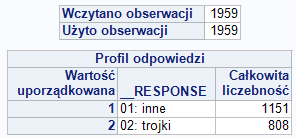 Wczytano obserwacji 1959
Użyto obserwacji 1959
Profil odpowiedzi
Wartość uporządkowana __RESPONSE Całkowita liczebność
1 01: inne 1151
2 02: trojki 808